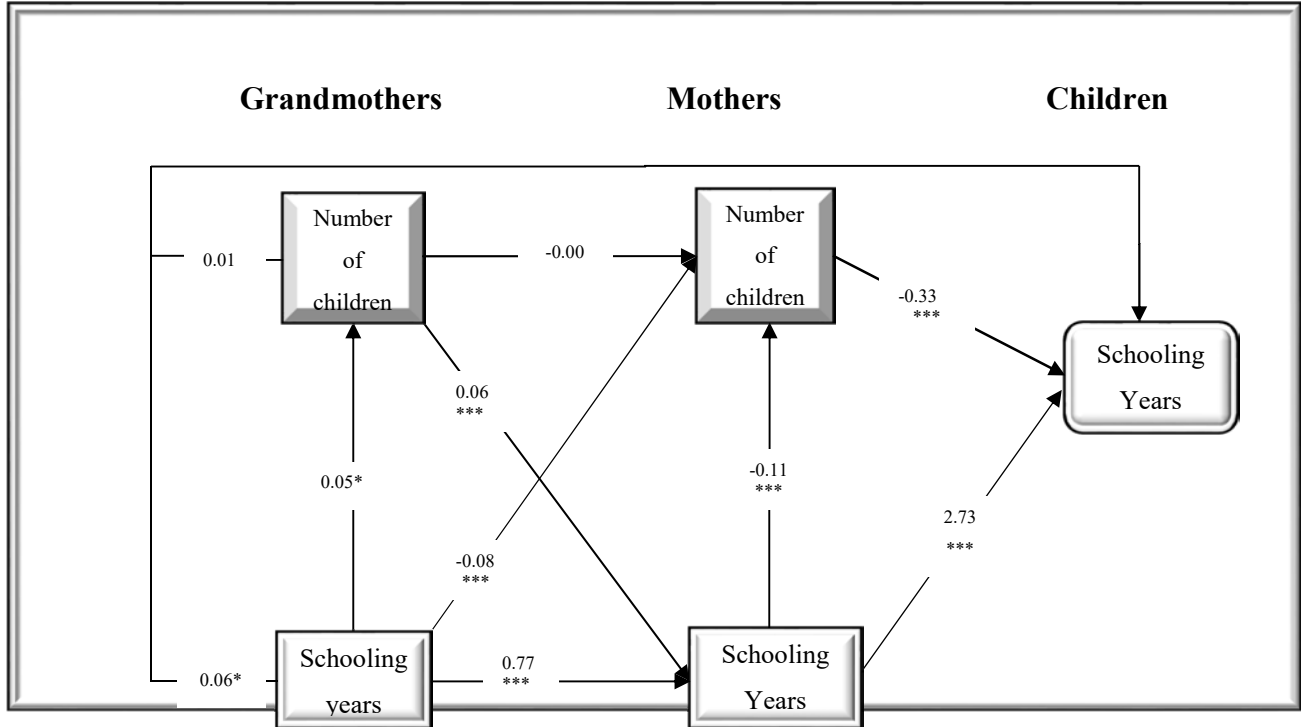 Grandmothers
Mothers
Children
Number
of
children
Number
of
children
0.01
-0.00
-0.33
***
Schooling
Years
0.06
***
0.05*
-0.11
***
2.73
***
-0.08
***
Schooling
years
Schooling
Years
0.06*
0.77
***